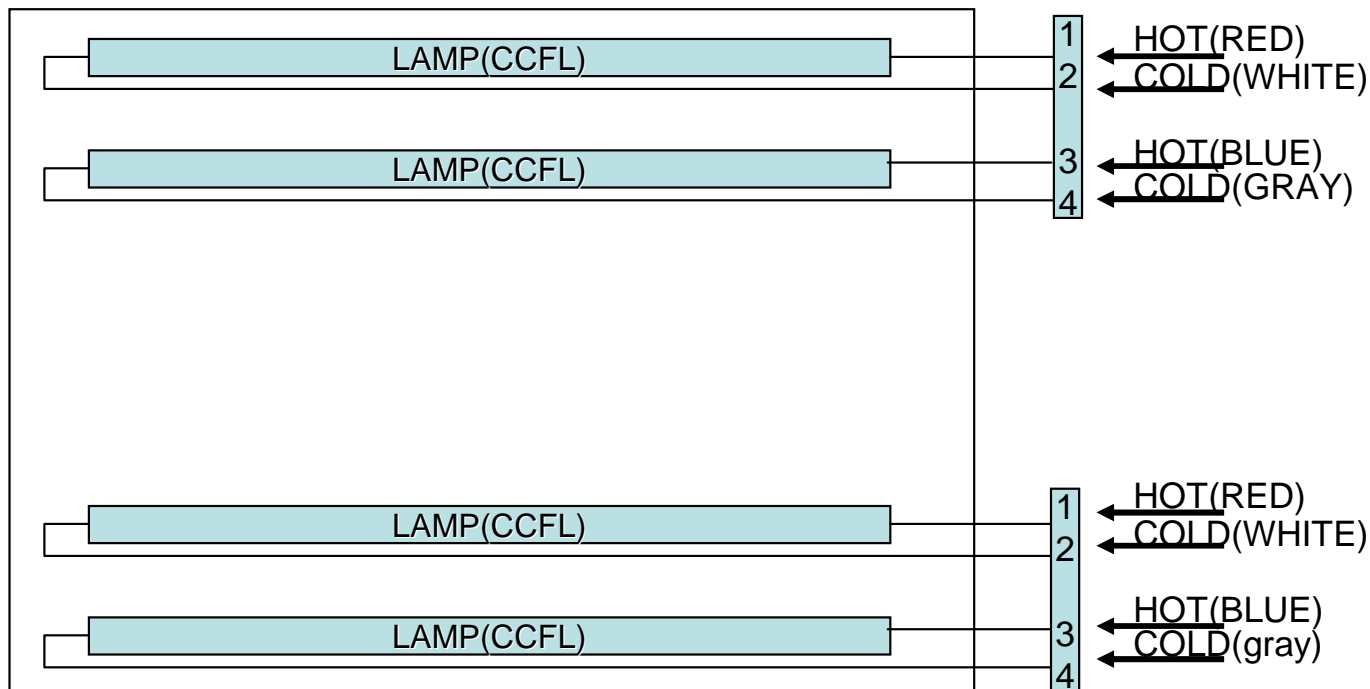 LAMP(CCFL)
1
HOT(RED)
2
COLD(WHITE)
LAMP(CCFL)
3
HOT(BLUE)
4
COLD(GRAY)
LAMP(CCFL)
1
HOT(RED)
2
COLD(WHITE)
LAMP(CCFL)
3
HOT(BLUE)
4
COLD(gray)